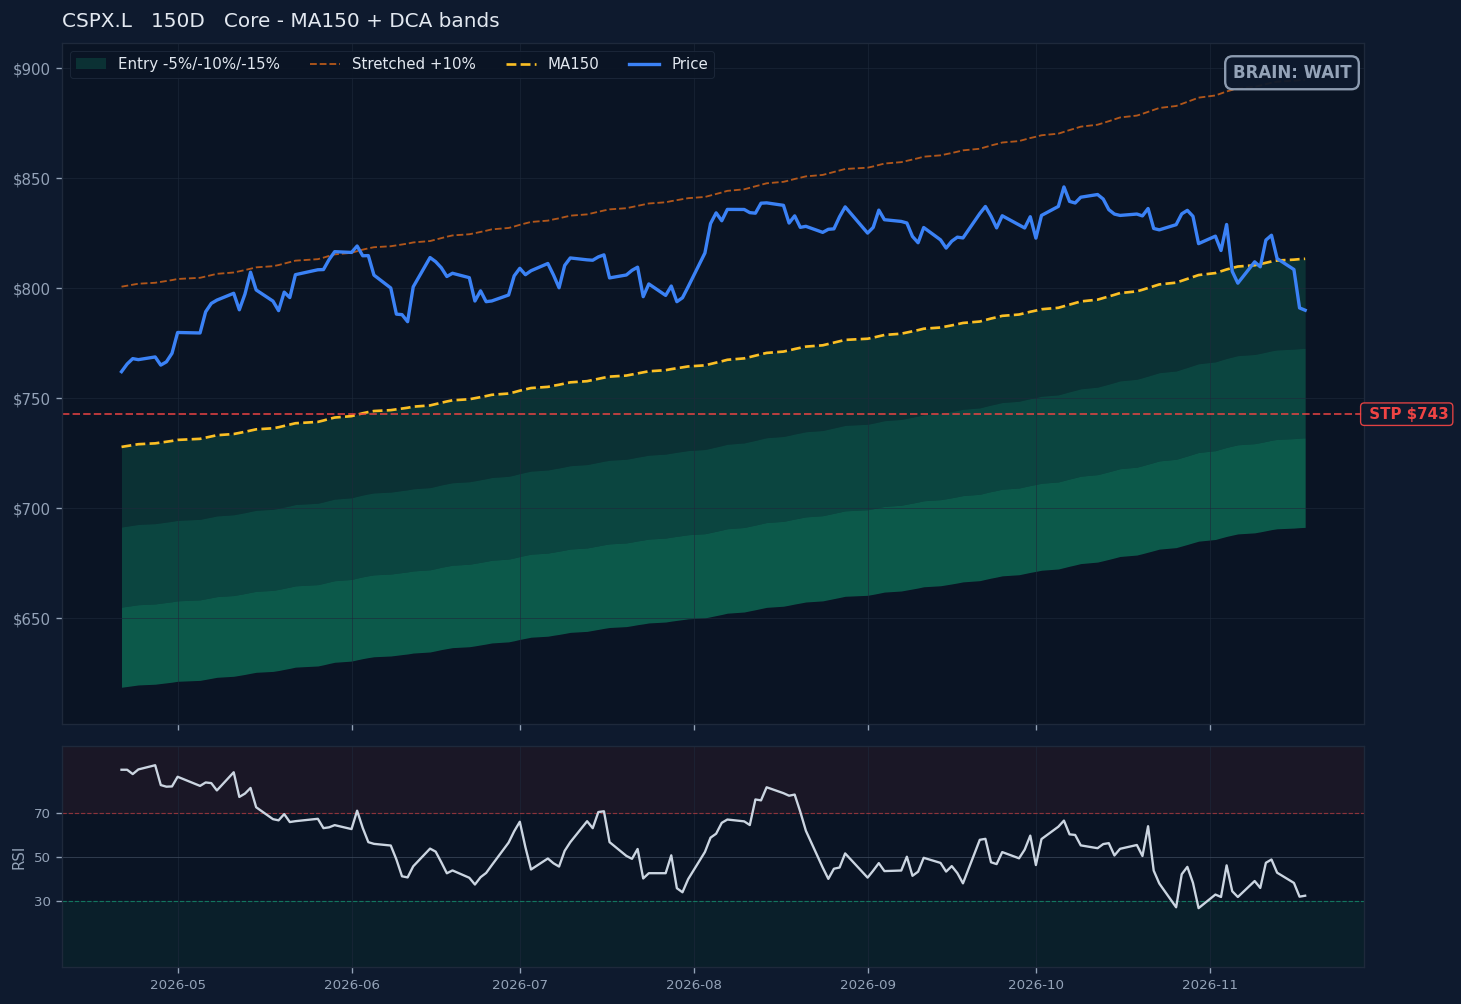 CSPX.L 150D Core - MA150 + DCA bands
Entry -5%/-10%/-15% Stretched +10% MA150 Price
BRAIN: WAIT
$900
$850
$800
$750
STP $743
$700
$650
RSI
70
50
30
2026-05 2026-06 2026-07 2026-08 2026-09 2026-10 2026-11